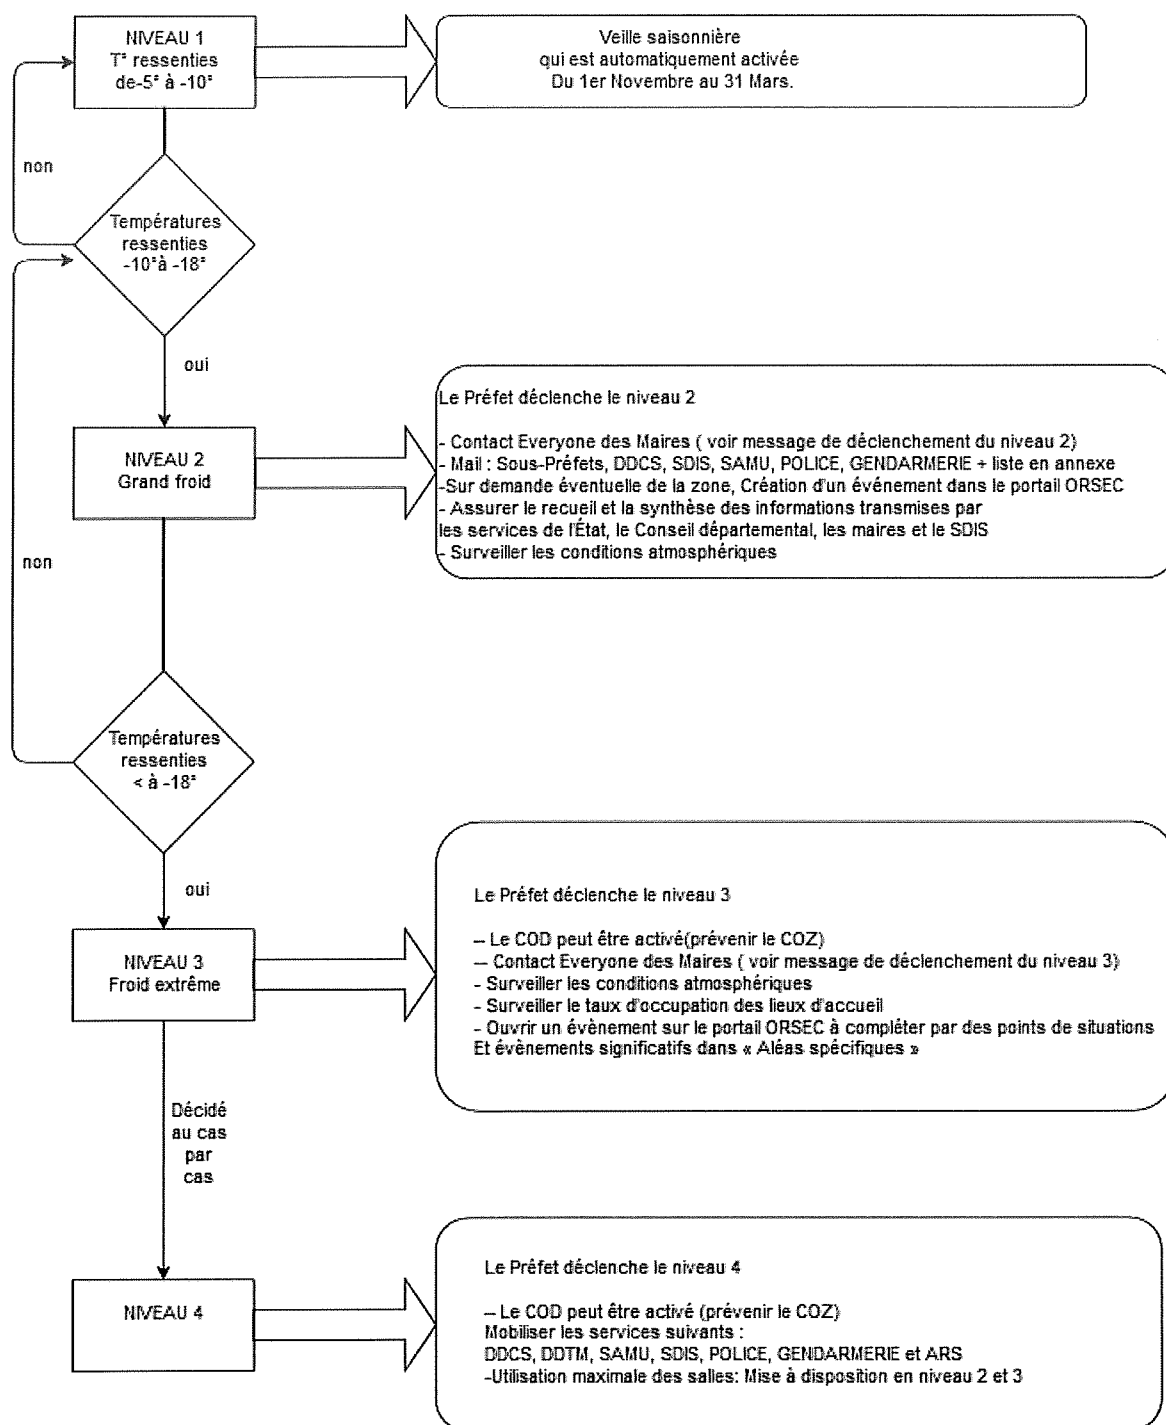 NIVEAU 1
T° ressenties
de-5° à -10°
Veille saisonnière
qui est automatiquement activée
Du 1er Novembre au 31 Mars.
non
Températures
ressenties
-10°à -18°
oui
Le Préfet déclenche le niveau 2
- Contact Everyone des Maires ( voir message de déclenchement du niveau 2)
- Mail : Sous-Préfets, DDCS, SDIS, SAMU, POLICE, GENDARMERIE + liste en annexe
-Sur demande éventuelle de la zone, Création d'un événement dans le portail ORSEC
- Assurer le recueil et la synthèse des informations transmises par
les services de l'État, le Conseil départemental, les maires et le SDIS
- Surveiller les conditions atmosphériques
NIVEAU 2
Grand froid
non
Températures
ressenties
< à -18°
oui
Le Préfet déclenche le niveau 3
– Le COD peut être activé(prévenir le COZ)
– Contact Everyone des Maires ( voir message de déclenchement du niveau 3)
- Surveiller les conditions atmosphériques
- Surveiller le taux d'occupation des lieux d'accueil
- Ouvrir un évènement sur le portail ORSEC à compléter par des points de situations
Et évènements significatifs dans « Aléas spécifiques »
NIVEAU 3
Froid extrême
Décidé
au cas
par
cas
Le Préfet déclenche le niveau 4
– Le COD peut être activé (prévenir le COZ)
Mobiliser les services suivants :
DDCS, DDTM, SAMU, SDIS, POLICE, GENDARMERIE et ARS
-Utilisation maximale des salles: Mise à disposition en niveau 2 et 3
NIVEAU 4